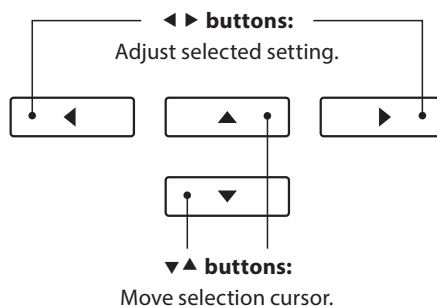 ◀ ▶ buttons:
Adjust selected setting.
▼▲ buttons:
Move selection cursor.